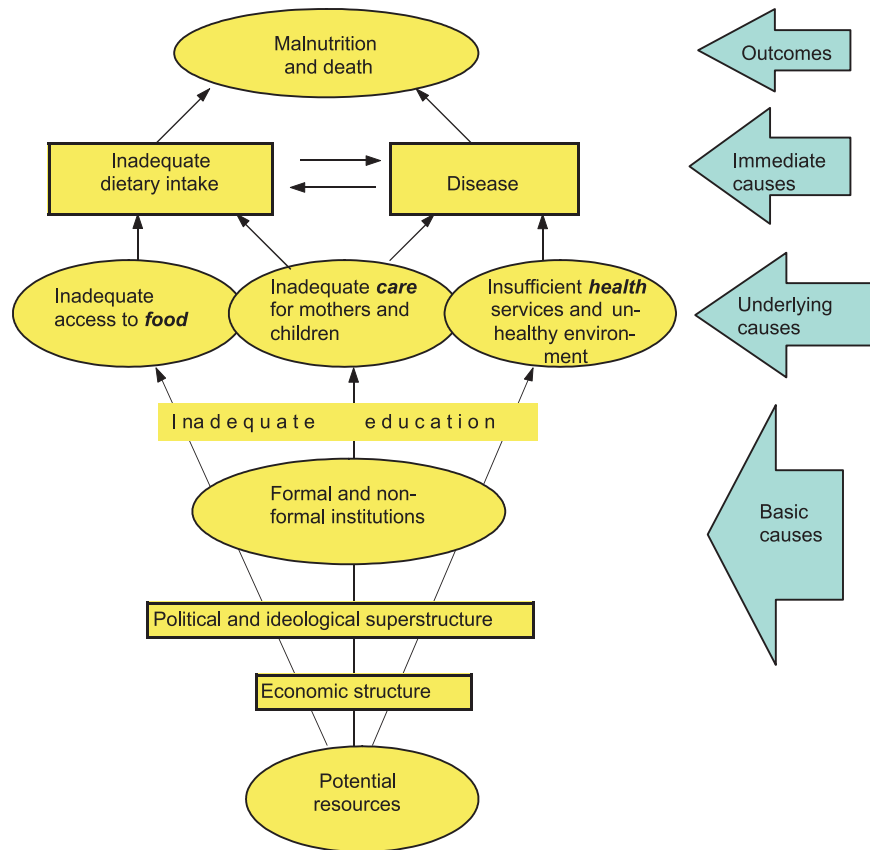 Malnutrition
and death
Outcomes
Inadequate
dietary intake
Disease
Immediate
causes
Inadequate
access to food
Inadequate care
for mothers and
children
Insufficient health
services and un-
healthy environ-
ment
Underlying
causes
Inadequate education
Formal and non-
formal institutions
Basic
causes
Political and ideological superstructure
Economic structure
Potential
resources